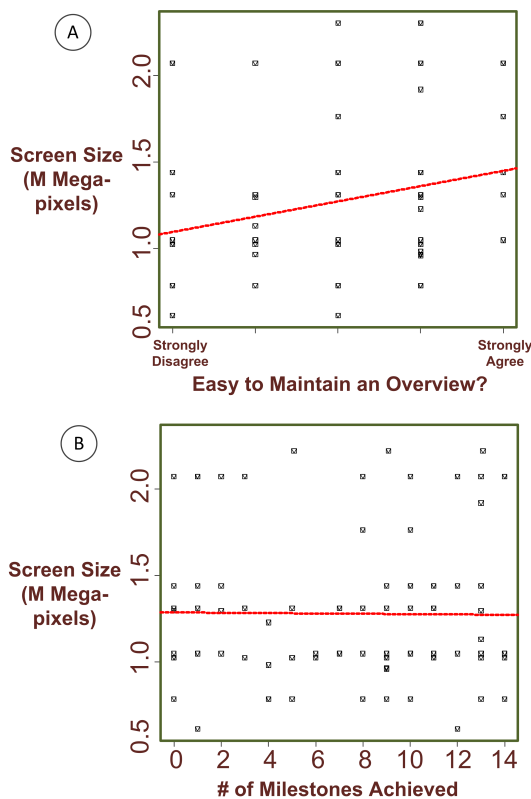 A
Screen Size
(M Mega-
pixels)
2.0
1.5
1.0
0.5
Strongly
Disagree
Strongly
Agree
Easy to Maintain an Overview?
B
Screen Size
(M Mega-
pixels)
2.0
1.5
1.0
0.5
0 2 4 6 8 10 12 14
# of Milestones Achieved